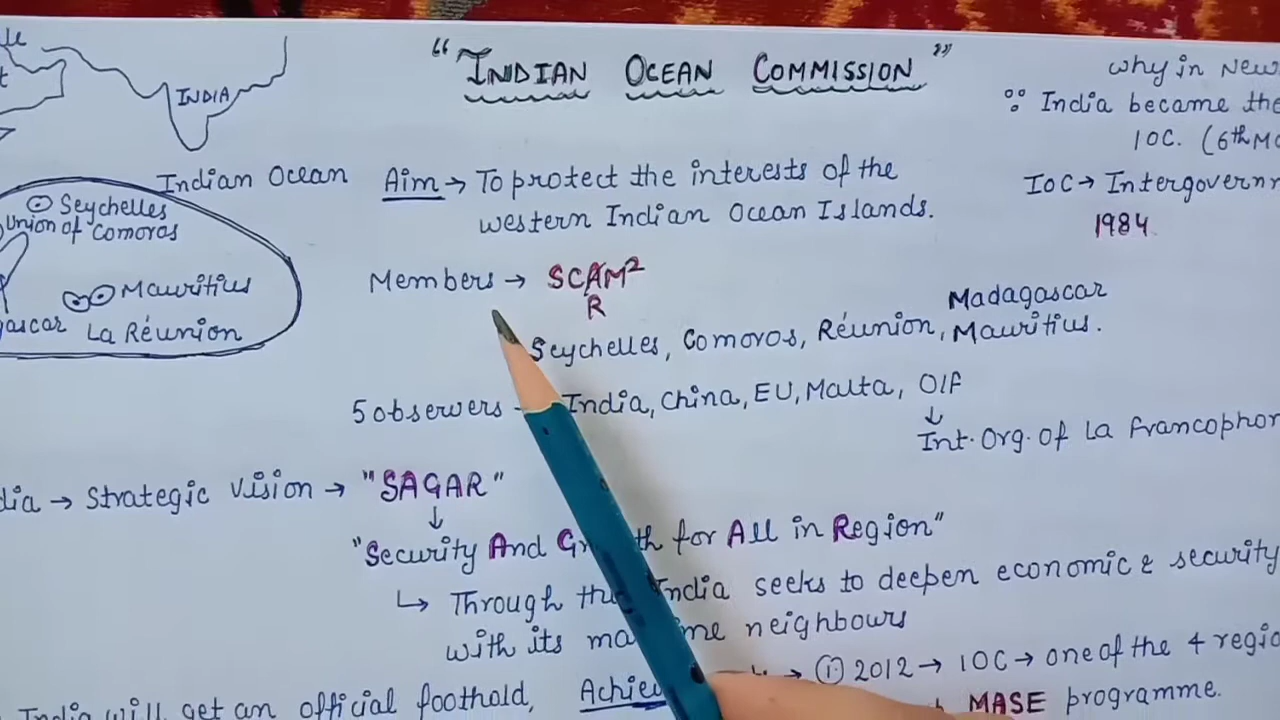 INDIA
Indian Ocean
Seychelles
Union of Comoros
Mauritius
La Réunion
"INDIAN OCEAN COMMISSION"
Aim → To protect the interests of the
western Indian Ocean Islands.
Members → SCAM²
R
Madagascar
Seychelles, Comoros, Réunion, Mauritius.
5 observers → India, China, EU, Malta, OIF
↓
Int. Org. of La Francophon
Why in New
∵ India became the
IOC. (6th Ma
IOC → Intergovern
1984
→ Strategic Vision → "SAGAR"
↓
"Security And Growth for All in Region"
↳ Through India seeks to deepen economic & security
with its neighbours
India will get an official foothold,
→ ① 2012 → IOC → one of the 4 regio
MASE programme.